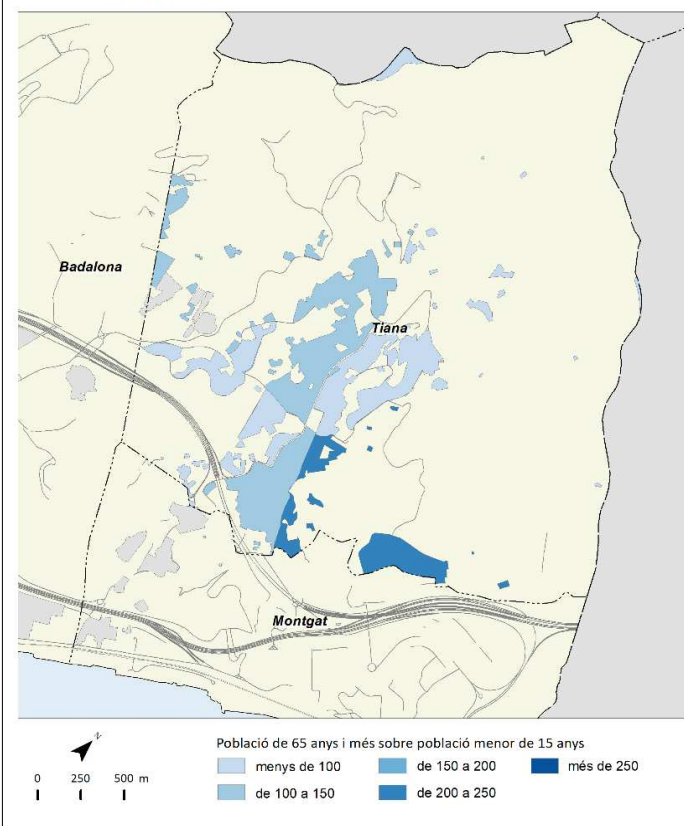 Badalona
Tiana
Montgat
N
0 250 500 m
Població de 65 anys i més sobre població menor de 15 anys
menys de 100
de 150 a 200
més de 250
de 100 a 150
de 200 a 250